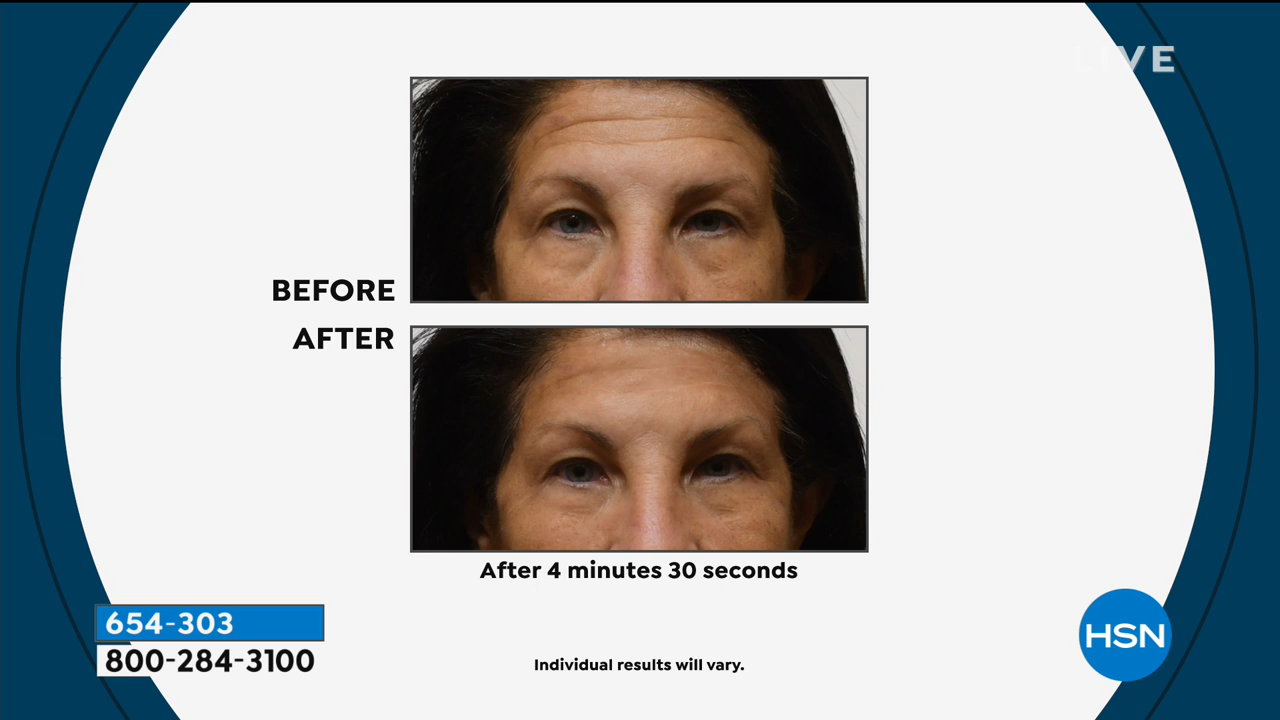 LIVE
BEFORE
AFTER
After 4 minutes 30 seconds
654-303
800-284-3100
Individual results will vary.
HSN